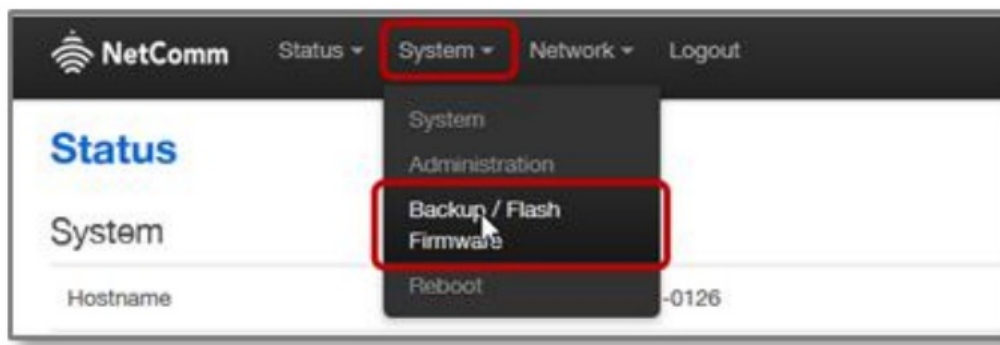 NetComm Status System Network Logout
System
Status
Administration
Backup / Flash
Firmware
System
Reboot
Hostname
-0126